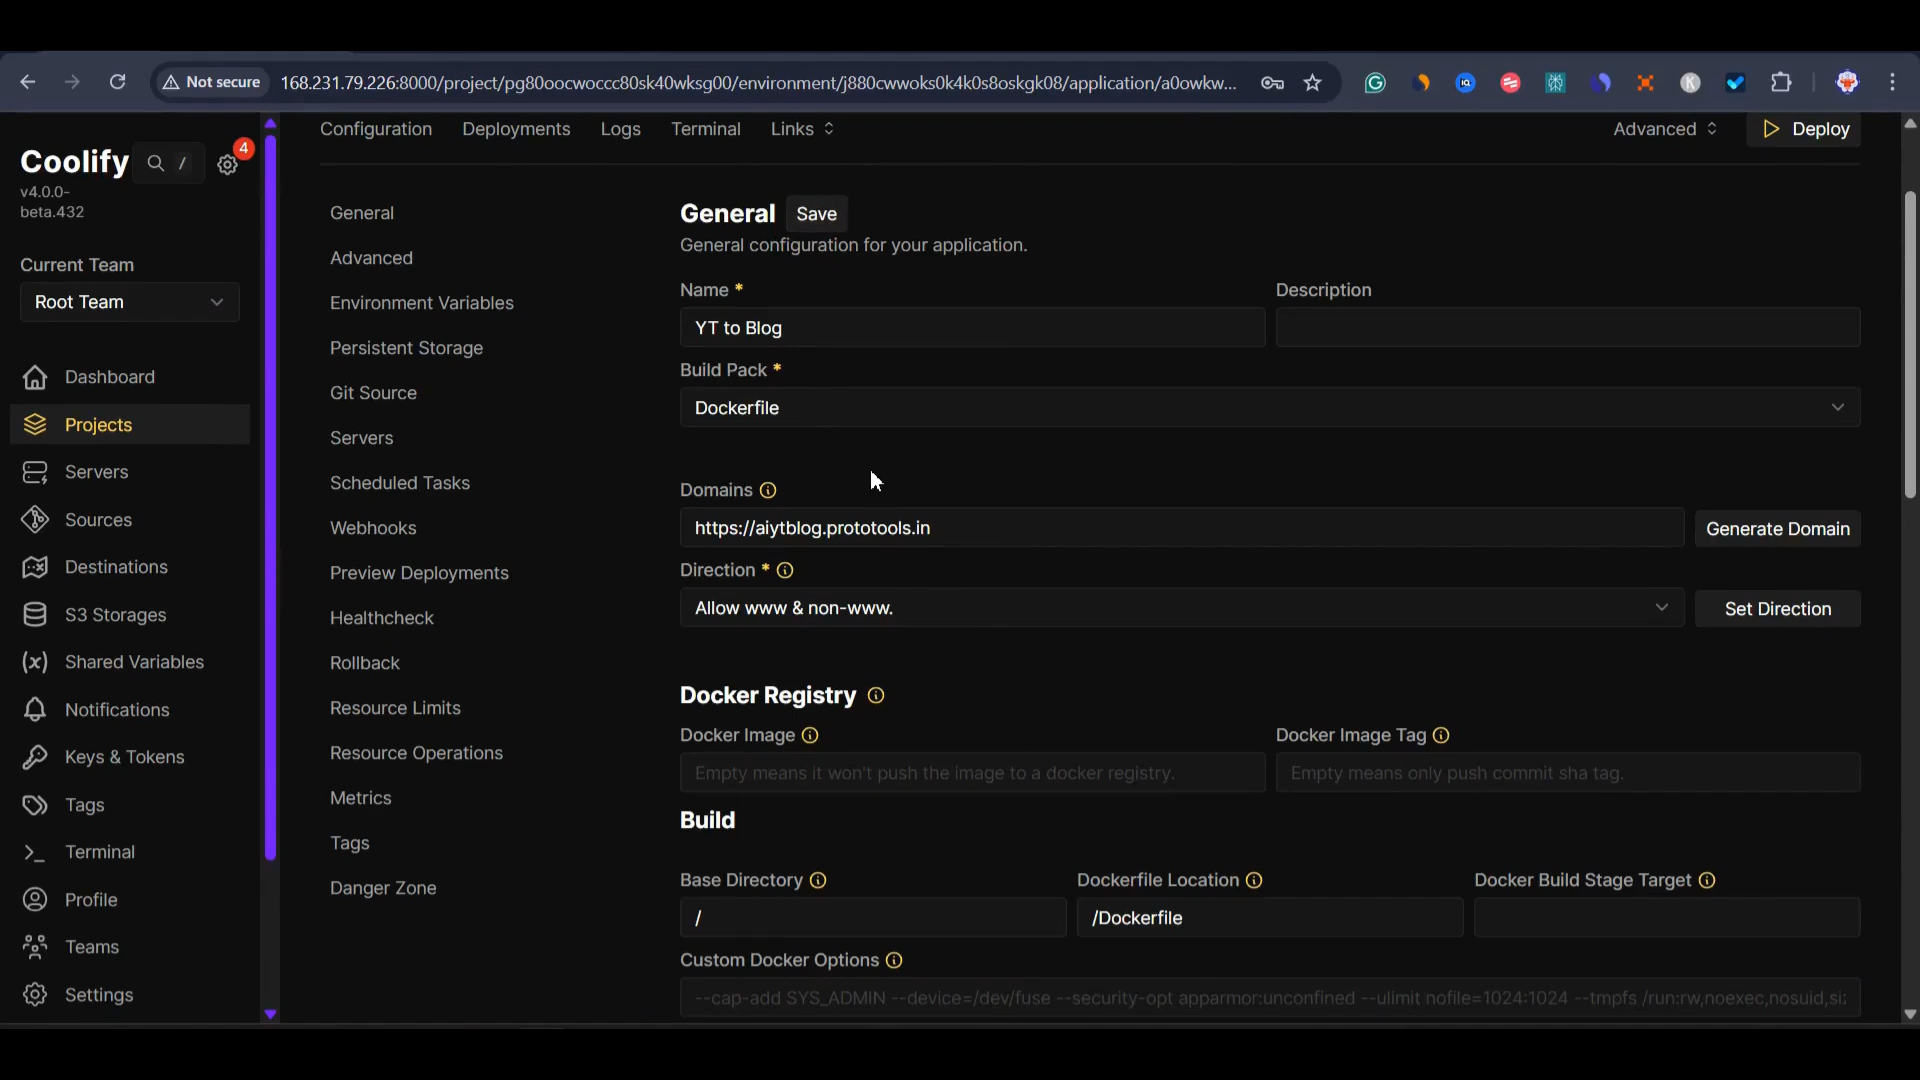 Not secure
168.231.79.226:8000/project/pg80oocwoccc80sk40wksg00/environment/j880cwwoks0k4k0s8oskgk08/application/a0owkw...
Coolify
/
4
v4.0.0-
beta.432
Current Team
Root Team
Dashboard
Projects
Servers
Sources
Destinations
S3 Storages
Shared Variables
Notifications
Keys & Tokens
Tags
Terminal
Profile
Teams
Settings
Configuration
Deployments
Logs
Terminal
Links
Advanced
Deploy
General
Advanced
Environment Variables
Persistent Storage
Git Source
Servers
Scheduled Tasks
Webhooks
Preview Deployments
Healthcheck
Rollback
Resource Limits
Resource Operations
Metrics
Tags
Danger Zone
General
Save
General configuration for your application.
Name *
Description
YT to Blog
Build Pack *
Dockerfile
Domains
https://aiytblog.prototools.in
Generate Domain
Direction *
Allow www & non-www.
Set Direction
Docker Registry
Docker Image
Docker Image Tag
Empty means it won't push the image to a docker registry.
Empty means only push commit sha tag.
Build
Base Directory
Dockerfile Location
Docker Build Stage Target
/
/Dockerfile
Custom Docker Options
--cap-add SYS_ADMIN --device=/dev/fuse --security-opt apparmor:unconfined --ulimit nofile=1024:1024 --tmpfs /run:rw,noexec,nosuid,si